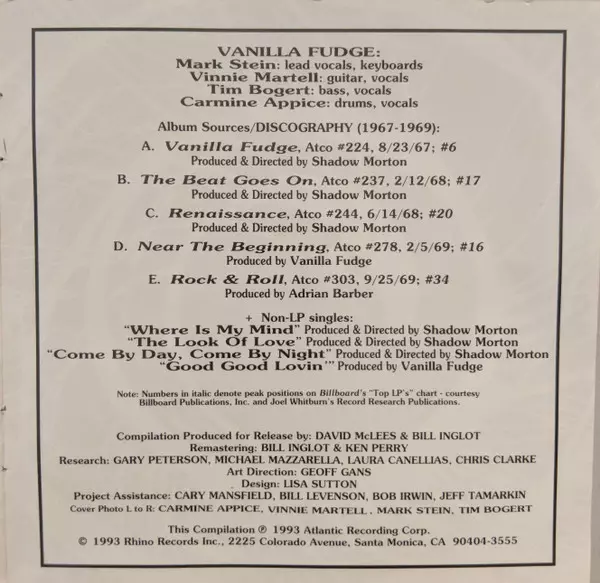 VANILLA FUDGE:
Mark Stein: lead vocals, keyboards
Vinnie Martell: guitar, vocals
Tim Bogert: bass, vocals
Carmine Appice: drums, vocals
Album Sources/DISCOGRAPHY (1967-1969):
A. Vanilla Fudge, Atco #224, 8/23/67; #6
Produced & Directed by Shadow Morton
B. The Beat Goes On, Atco #237, 2/12/68; #17
Produced & Directed by Shadow Morton
C. Renaissance, Atco #244, 6/14/68; #20
Produced & Directed by Shadow Morton
D. Near The Beginning, Atco #278, 2/5/69; #16
Produced by Vanilla Fudge
E. Rock & Roll, Atco #303, 9/25/69; #34
Produced by Adrian Barber
+ Non-LP singles:
"Where Is My Mind" Produced & Directed by Shadow Morton
"The Look Of Love" Produced & Directed by Shadow Morton
"Come By Day, Come By Night" Produced & Directed by Shadow Morton
"Good Good Lovin'" Produced by Vanilla Fudge
Note: Numbers in italic denote peak positions on Billboard's "Top LP's" chart - courtesy
Billboard Publications, Inc. and Joel Whitburn's Record Research Publications.
Compilation Produced for Release by: DAVID McLEES & BILL INGLOT
Remastering: BILL INGLOT & KEN PERRY
Research: GARY PETERSON, MICHAEL MAZZARELLA, LAURA CANELLIAS, CHRIS CLARKE
Art Direction: GEOFF GANS
Design: LISA SUTTON
Project Assistance: CARY MANSFIELD, BILL LEVENSON, BOB IRWIN, JEFF TAMARKIN
Cover Photo L to R: CARMINE APPICE, VINNIE MARTELL, MARK STEIN, TIM BOGERT
This Compilation ℗ 1993 Atlantic Recording Corp.
© 1993 Rhino Records Inc., 2225 Colorado Avenue, Santa Monica, CA 90404-3555